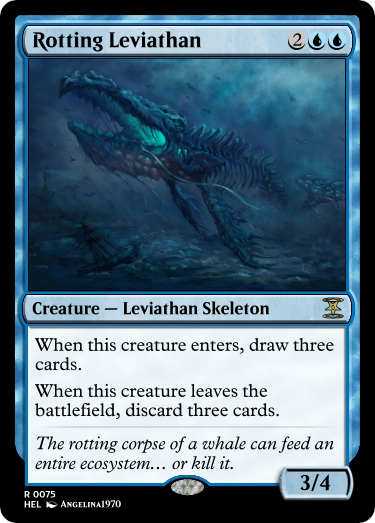 Rotting Leviathan 2
Creature — Leviathan Skeleton
When this creature enters, draw three
cards.
When this creature leaves the
battlefield, discard three cards.
The rotting corpse of a whale can feed an
entire ecosystem… or kill it.
3/4
R 0075
HEL Angelina1970